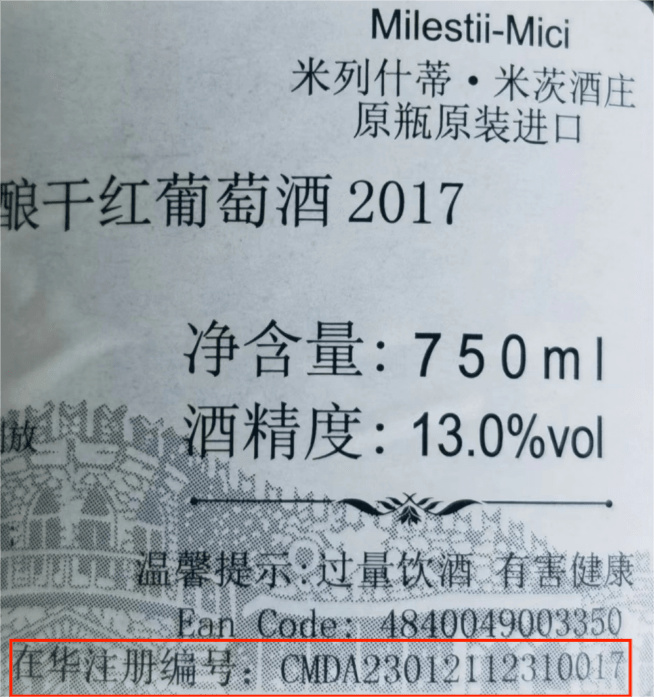 Milestii-Mici
米列什蒂·米茨酒庄
原瓶原装进口
酿干红葡萄酒 2017
净含量: 750ml
酒精度: 13.0%vol
放
温馨提示:过量饮酒 有害健康
Ean Code: 4840049003350
在华注册编号: CMDA23012112310017